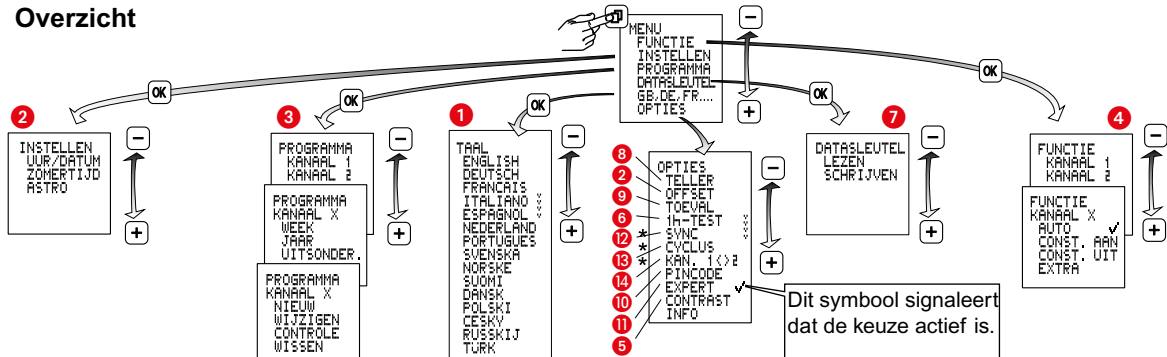 Overzicht
MENU
FUNCTIE
INSTELLEN
PROGRAMMA
DATASLEUTEL
GB,DE,FR....
OPTIES
−
+
OK
OK
OK
OK
OK
2
INSTELLEN
UUR/DATUM
ZOMERTIJD
ASTRO
−
+
3
PROGRAMMA
KANAAL 1
KANAAL 2
PROGRAMMA
KANAAL X
WEEK
JAAR
UITSONDER.
PROGRAMMA
KANAAL X
NIEUW
WIJZIGEN
CONTROLE
WISSEN
−
+
1
TAAL
ENGLISH
DEUTSCH
FRANCAIS
ITALIANO
ESPAGNOL
NEDERLAND
PORTUGUES
SVENSKA
NORSKE
SUOMI
DANSK
POLSKI
CESKY
RUSSKIJ
TÜRK
−
+
OPTIES
8 TELLER
2 OFFSET
9 TOEVAL
6 1h-TEST
12 * SYNC
13 * CYCLUS
14 * KAN. 1<>2
10 PINCODE
11 EXPERT ✓
5 CONTRAST
INFO
−
+
Dit symbool signaleert
dat de keuze actief is.
7
DATASLEUTEL
LEZEN
SCHRIJVEN
−
+
4
FUNCTIE
KANAAL 1
KANAAL 2
FUNCTIE
KANAAL X
AUTO ✓
CONST. AAN
CONST. UIT
EXTRA
−
+